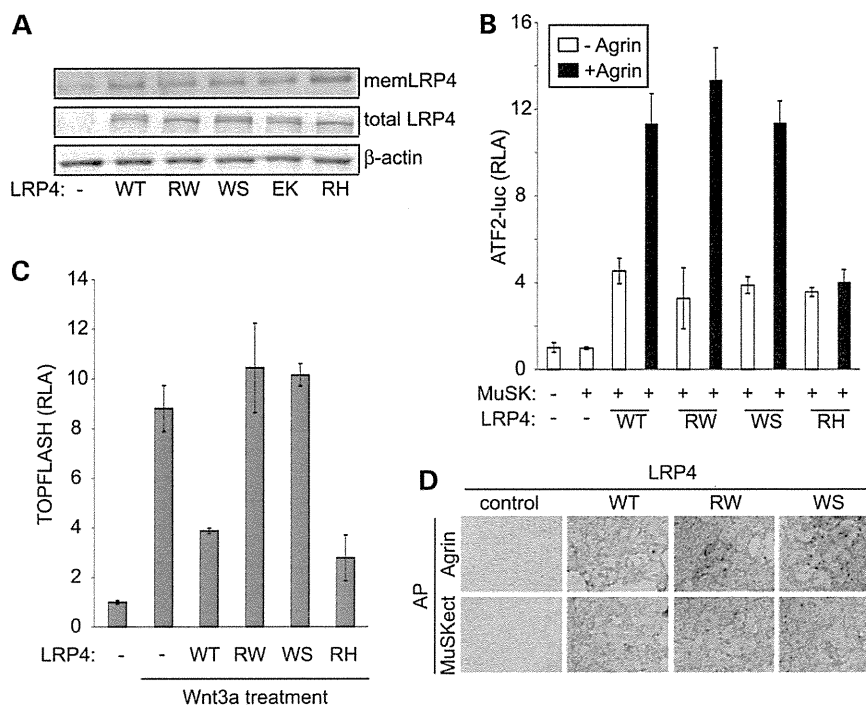 A
memLRP4
total LRP4
β-actin
LRP4: - WT RW WS EK RH
B
- Agrin
+Agrin
ATF2-luc (RLA)
16
12
8
4
0
MuSK: - + + + + + + + + +
LRP4: - - WT RW WS RH
C
TOPFLASH (RLA)
14
12
10
8
6
4
2
0
LRP4: - - WT RW WS RH
Wnt3a treatment
D
LRP4
control WT RW WS
AP
Agrin
MuSKect